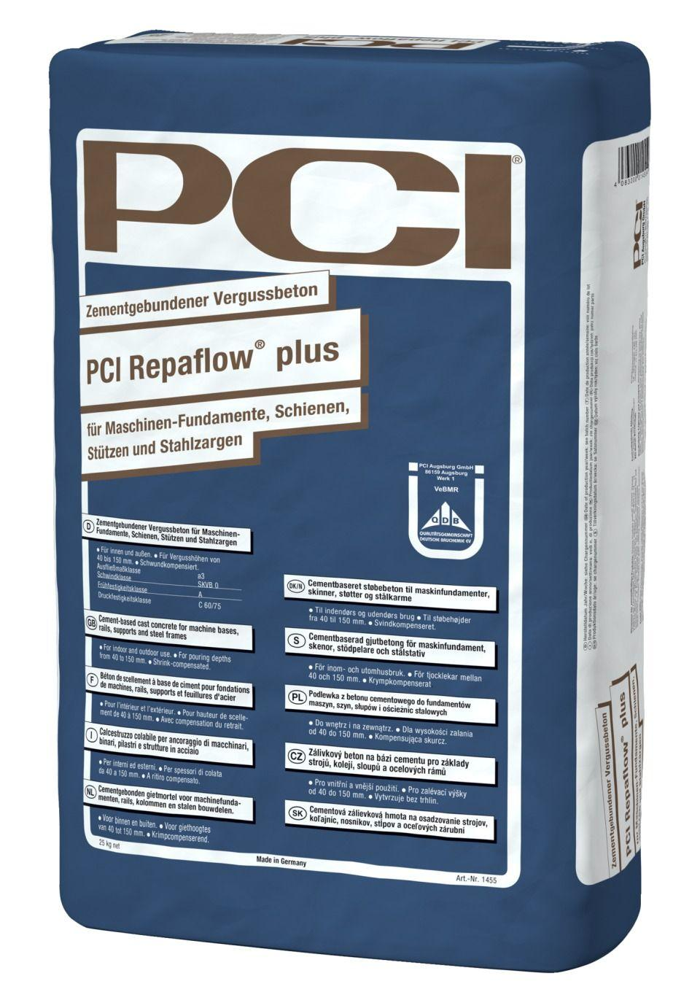 PCI®
Zementgebundener Vergussbeton
PCI Repaflow® plus
für Maschinen-Fundamente, Schienen,
Stützen und Stahlzargen
PCI Augsburg GmbH
86159 Augsburg
Werk 1
VeBMR
QDB
QUALITÄTSGEMEINSCHAFT
DEUTSCHE BAUCHEMIE EV
D Zementgebundener Vergussbeton für Maschinen-
Fundamente, Schienen, Stützen und Stahlzargen
• Für innen und außen. • Für Vergusshöhen von
40 bis 150 mm. • Schwundkompensiert.
Ausfließmaßklasse a3
Schwindklasse SKVB 0
Frühfestigkeitsklasse A
Druckfestigkeitsklasse C 60/75
GB Cement-based cast concrete for machine bases,
rails, supports and steel frames
• For indoor and outdoor use. • For pouring depths
from 40 to 150 mm. • Shrink-compensated.
F Béton de scellement à base de ciment pour fondations
de machines, rails, supports et feuillures d'acier
• Pour l'intérieur et l'extérieur. • Pour hauteur de scelle-
ment de 40 à 150 mm. • Avec compensation du retrait.
I Calcestruzzo colabile per ancoraggio di macchinari,
binari, pilastri e strutture in acciaio
• Per interni ed esterni. • Per spessori di colata
da 40 a 150 mm. • A ritiro compensato.
NL Cementgebonden gietmortel voor machinefunda-
menten, rails, kolommen en stalen bouwdelen.
• Voor binnen en buiten. • Voor giethoogtes
van 40 tot 150 mm. • Krimpcompenserend.
25 kg net
DK/N Cementbaseret støbebeton til maskinfundamenter,
skinner, støtter og stålkarme
• Til indendørs og udendørs brug • Til støbehøjder
fra 40 til 150 mm. • Svindkompenseret.
S Cementbaserad gjutbetong för maskinfundament,
skenor, stödpelare och stålstativ
• För inom- och utomhusbruk. • För tjocklekar mellan
40 och 150 mm. • Krympkompenserat
PL Podlewka z betonu cementowego do fundamentów
maszyn, szyn, słupów i ościeżnic stalowych
• Do wnętrz i na zewnątrz. • Dla wysokości zalania
od 40 do 150 mm. • Kompensująca skurcz.
CZ Zálivkový beton na bázi cementu pro základy
strojů, kolejí, sloupů a ocelových rámů
• Pro vnitřní a vnější použití. • Pro zalévací výšky
od 40 do 150 mm. • Vytvrzuje bez trhlin.
SK Cementová zálievková hmota na osadzovanie strojov,
koľajníc, nosníkov, stĺpov a oceľových zárubní
Made in Germany
Art.-Nr. 1455
PCI
PCI Augsburg GmbH
Zementgebundener Vergussbeton
PCI Repaflow® plus